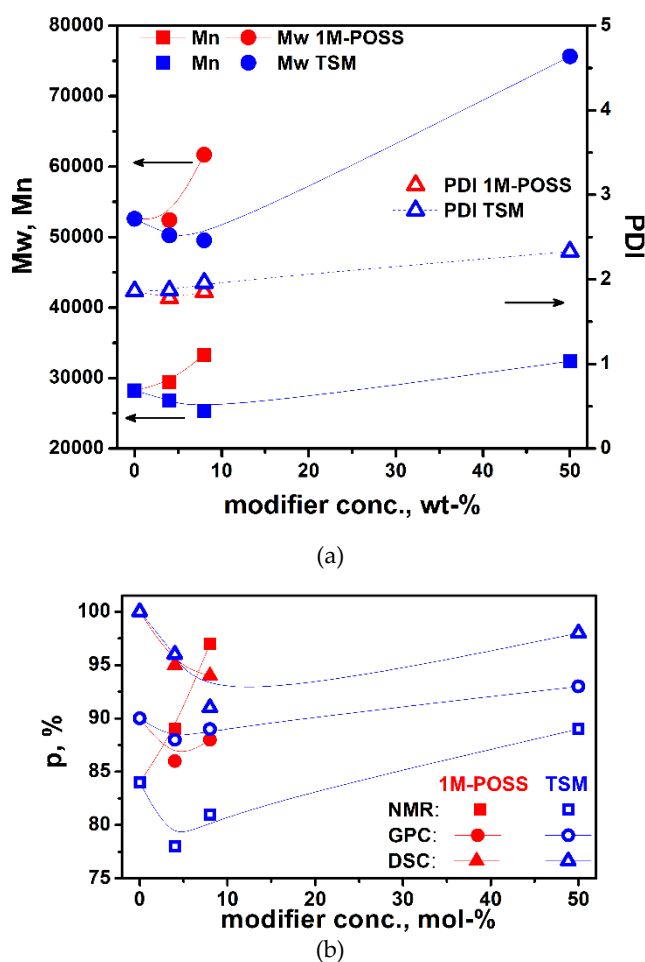 80000
70000
60000
50000
40000
30000
20000
Mw, Mn
Mn Mw 1M-POSS
Mn Mw TSM
PDI 1M-POSS
PDI TSM
5
4
3
2
1
0
PDI
0 10 20 30 40 50
modifier conc., wt-%
(a)
100
95
90
85
80
75
p, %
1M-POSS TSM
NMR:
GPC:
DSC:
0 10 20 30 40 50
modifier conc., mol-%
(b)